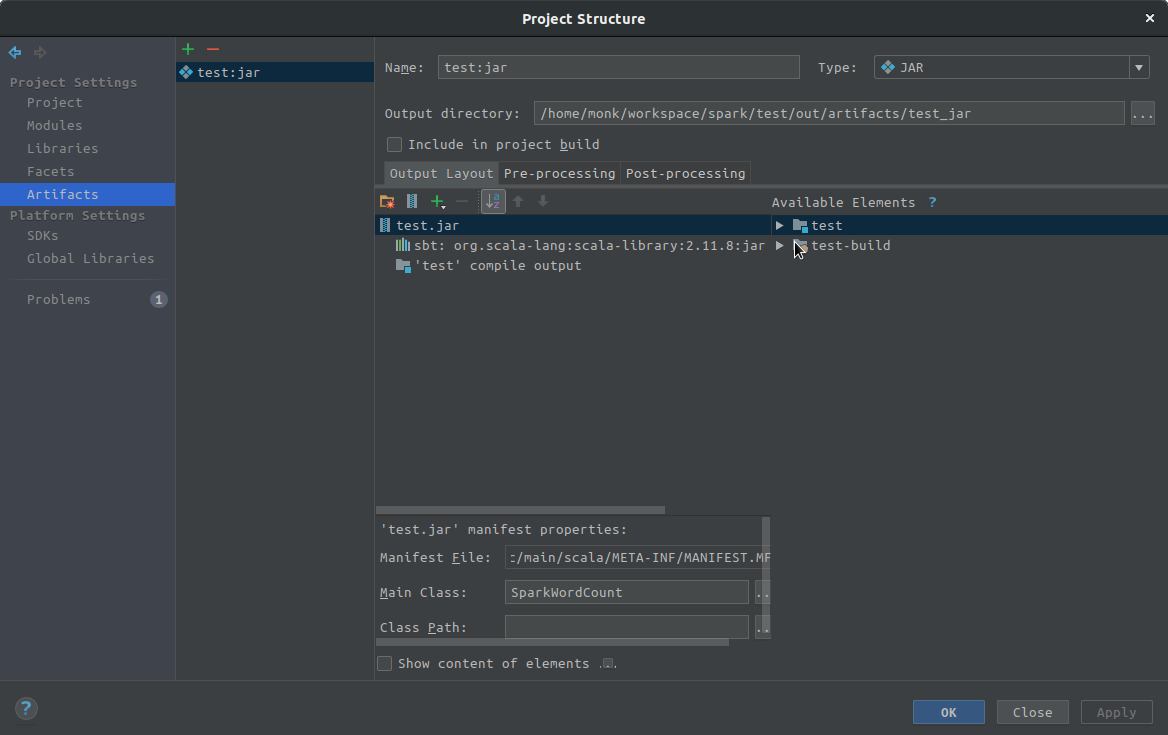 Project Structure
Project Settings
Project
Modules
Libraries
Facets
Artifacts
Platform Settings
SDKs
Global Libraries
Problems 1
test:jar
Name: test:jar Type: JAR
Output directory: /home/monk/workspace/spark/test/out/artifacts/test_jar ...
Include in project build
Output Layout Pre-processing Post-processing
Available Elements ?
test.jar
sbt: org.scala-lang:scala-library:2.11.8:jar
'test' compile output
test
test-build
'test.jar' manifest properties:
Manifest File: :/main/scala/META-INF/MANIFEST.MF
Main Class: SparkWordCount ..
Class Path: ..
Show content of elements ...
?
OK Close Apply